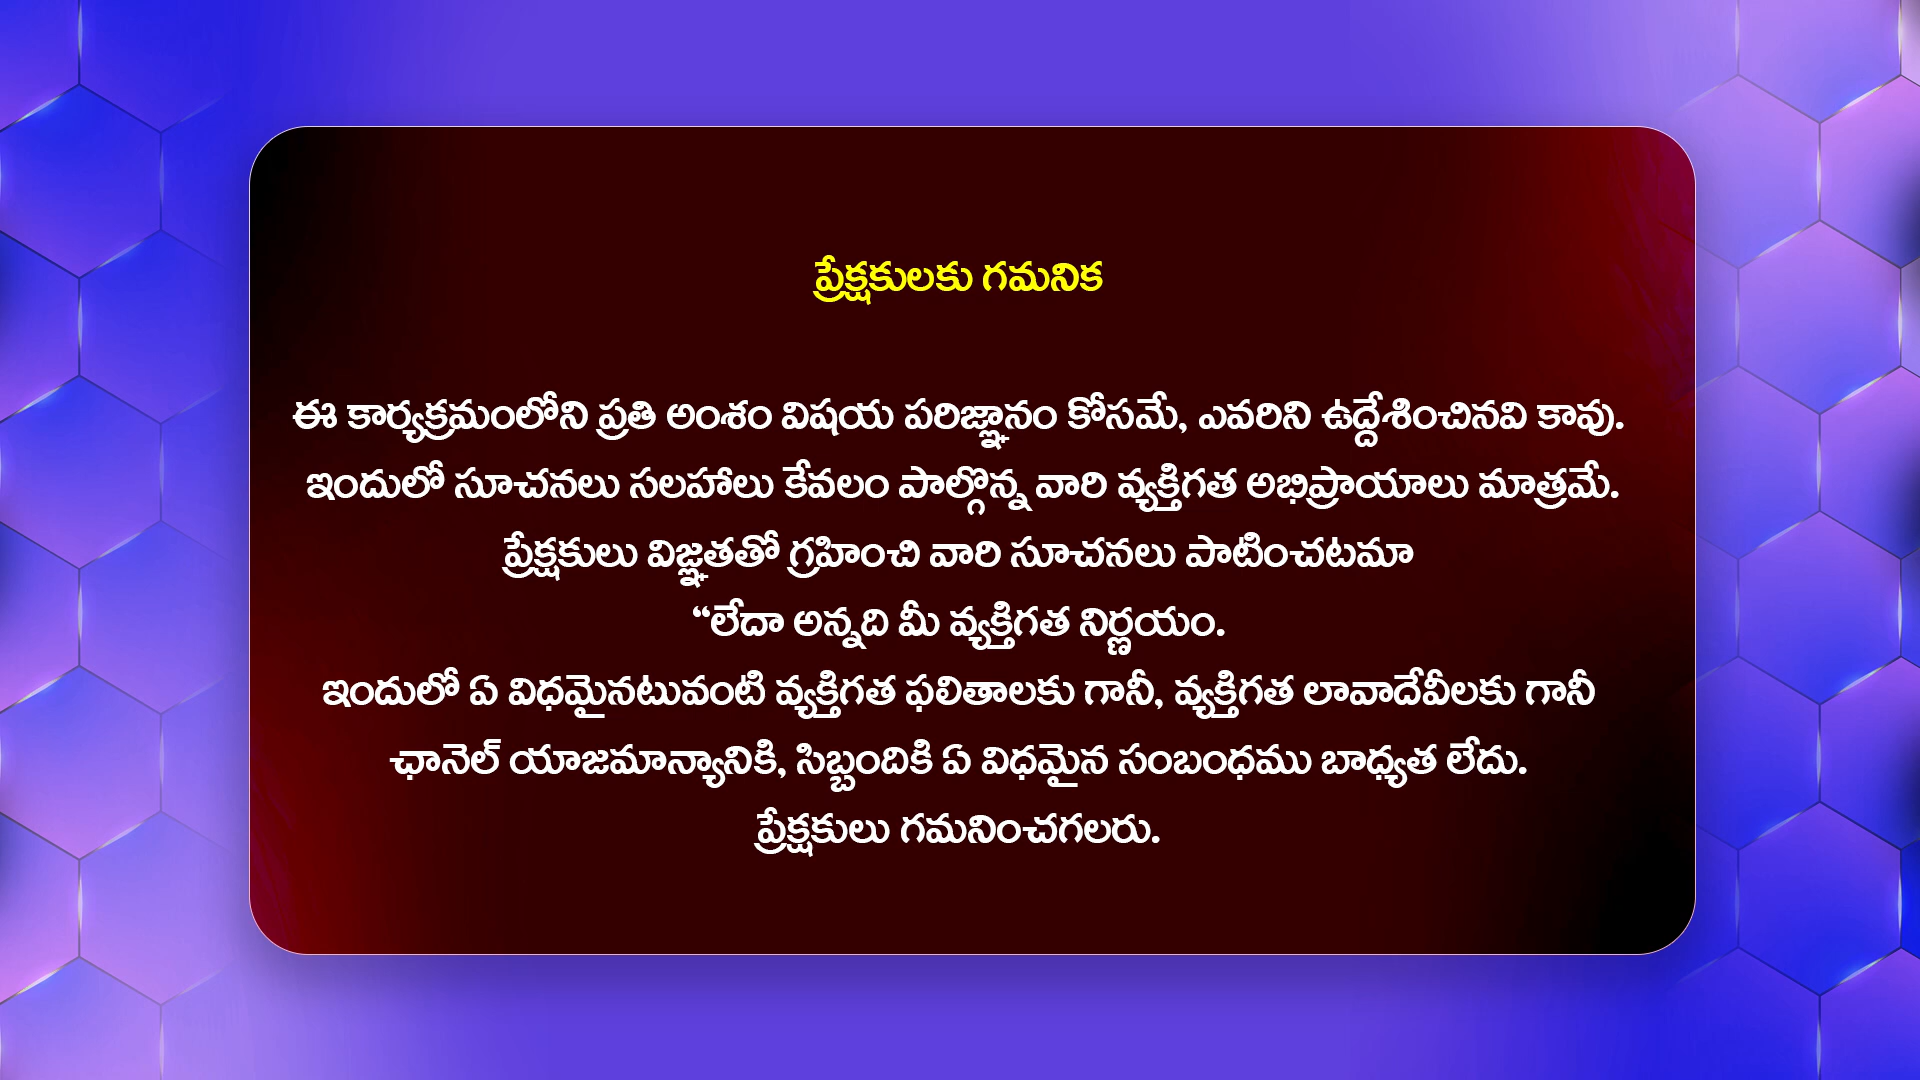 ప్రేక్షకులకు గమనిక
ఈ కార్యక్రమంలోని ప్రతి అంశం విషయ పరిజ్ఞానం కోసమే, ఎవరిని ఉద్దేశించినవి కావు.
ఇందులో సూచనలు సలహాలు కేవలం పాల్గొన్న వారి వ్యక్తిగత అభిప్రాయాలు మాత్రమే.
ప్రేక్షకులు విజ్ఞతతో గ్రహించి వారి సూచనలు పాటించటమా
“లేదా అన్నది మీ వ్యక్తిగత నిర్ణయం.
ఇందులో ఏ విధమైనటువంటి వ్యక్తిగత ఫలితాలకు గానీ, వ్యక్తిగత లావాదేవీలకు గానీ
ఛానెల్ యాజమాన్యానికి, సిబ్బందికి ఏ విధమైన సంబంధము బాధ్యత లేదు.
ప్రేక్షకులు గమనించగలరు.